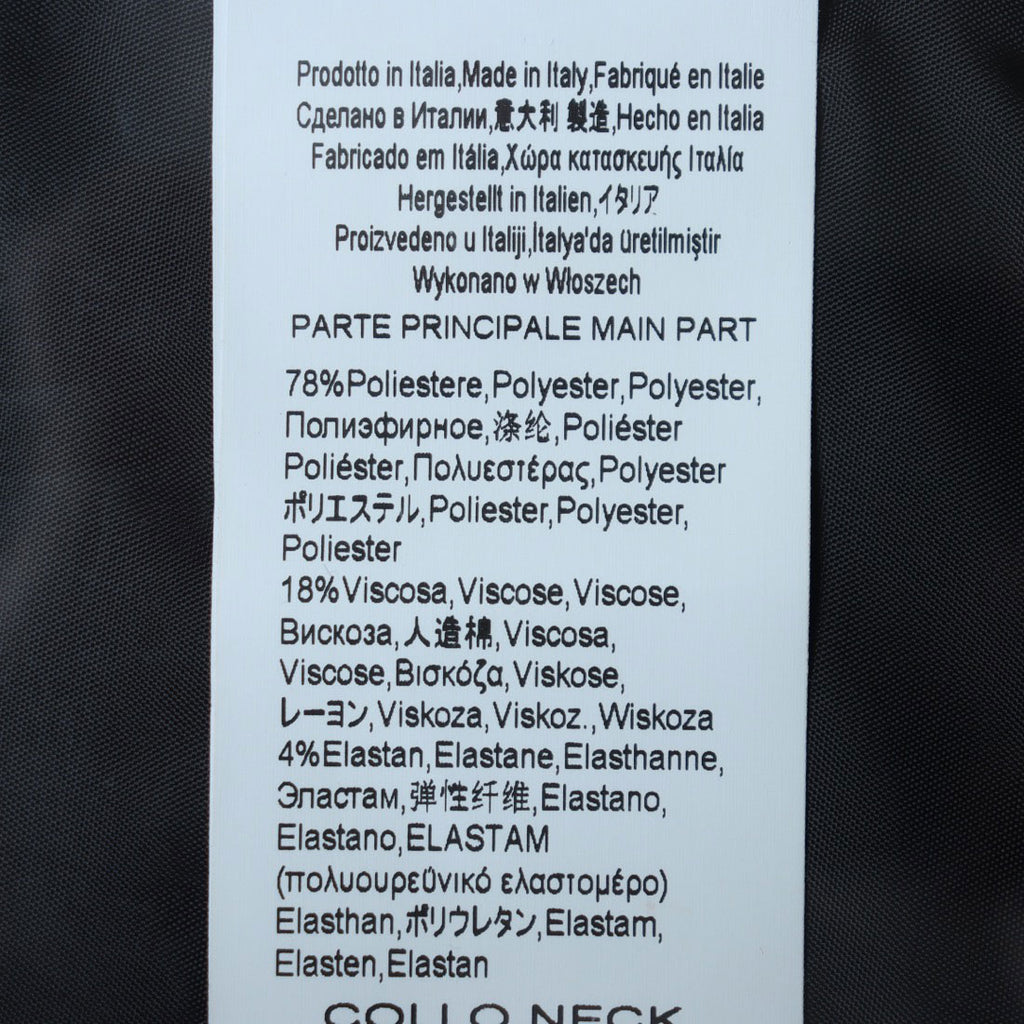 Prodotto in Italia,Made in Italy,Fabriqué en Italie
Сделано в Италии,意大利 製造,Hecho en Italia
Fabricado em Itália,Χώρα κατασκευής Ιταλία
Hergestellt in Italien,イタリア
Proizvedeno u Italiji,İtalya'da üretilmiştir
Wykonano w Włoszech
PARTE PRINCIPALE MAIN PART
78%Poliestere,Polyester,Polyester,
Полиэфирное,涤纶,Poliéster
Poliéster,Πολυεστέρας,Polyester
ポリエステル,Poliester,Polyester,
Poliester
18%Viscosa,Viscose,Viscose,
Вискоза,人造棉,Viscosa,
Viscose,Βισκόζα,Viskose,
レーヨン,Viskoza,Viskoz.,Wiskoza
4%Elastan,Elastane,Elasthanne,
Эластам,弹性纤维,Elastano,
Elastano,ELASTAM
(πολυουρεΰνικό ελαστομέρο)
Elasthan,ポリウレタン,Elastam,
Elasten,Elastan
COLLO NECK